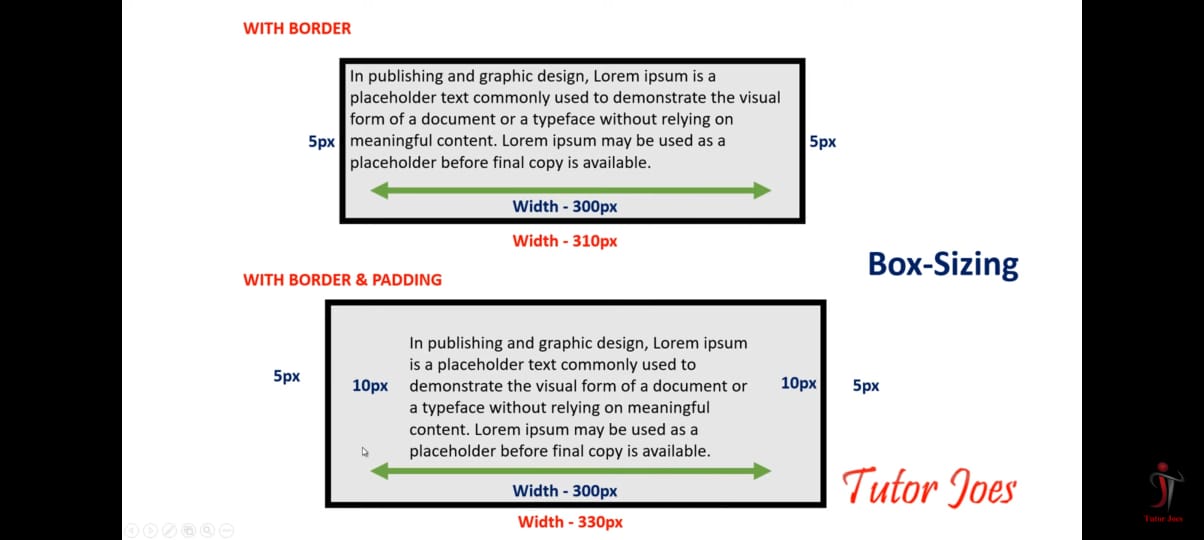 WITH BORDER
In publishing and graphic design, Lorem ipsum is a
placeholder text commonly used to demonstrate the visual
form of a document or a typeface without relying on
5px meaningful content. Lorem ipsum may be used as a 5px
placeholder before final copy is available.
Width - 300px
Width - 310px
Box-Sizing
WITH BORDER & PADDING
In publishing and graphic design, Lorem ipsum
is a placeholder text commonly used to
5px 10px demonstrate the visual form of a document or 10px 5px
a typeface without relying on meaningful
content. Lorem ipsum may be used as a
placeholder before final copy is available.
Width - 300px
Width - 330px
Tutor Joes
Tutor Joes